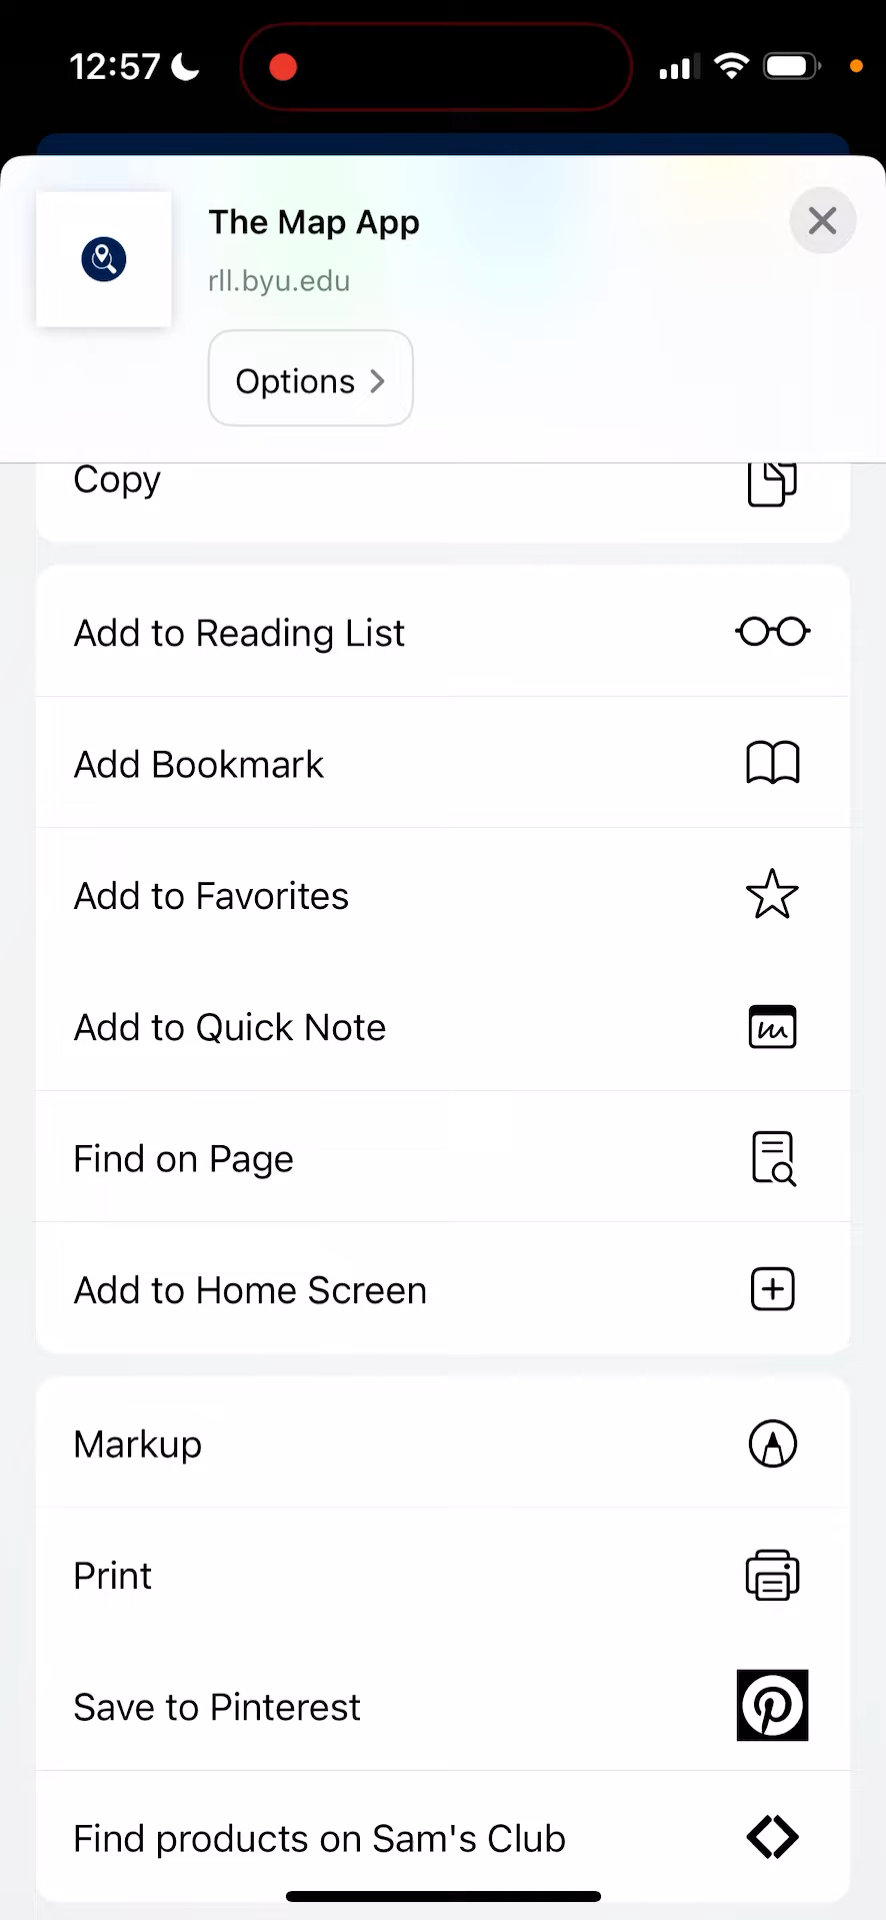 12:57
The Map App
rll.byu.edu
Options
Copy
Add to Reading List
Add Bookmark
Add to Favorites
Add to Quick Note
Find on Page
Add to Home Screen
Markup
Print
Save to Pinterest
Find products on Sam's Club